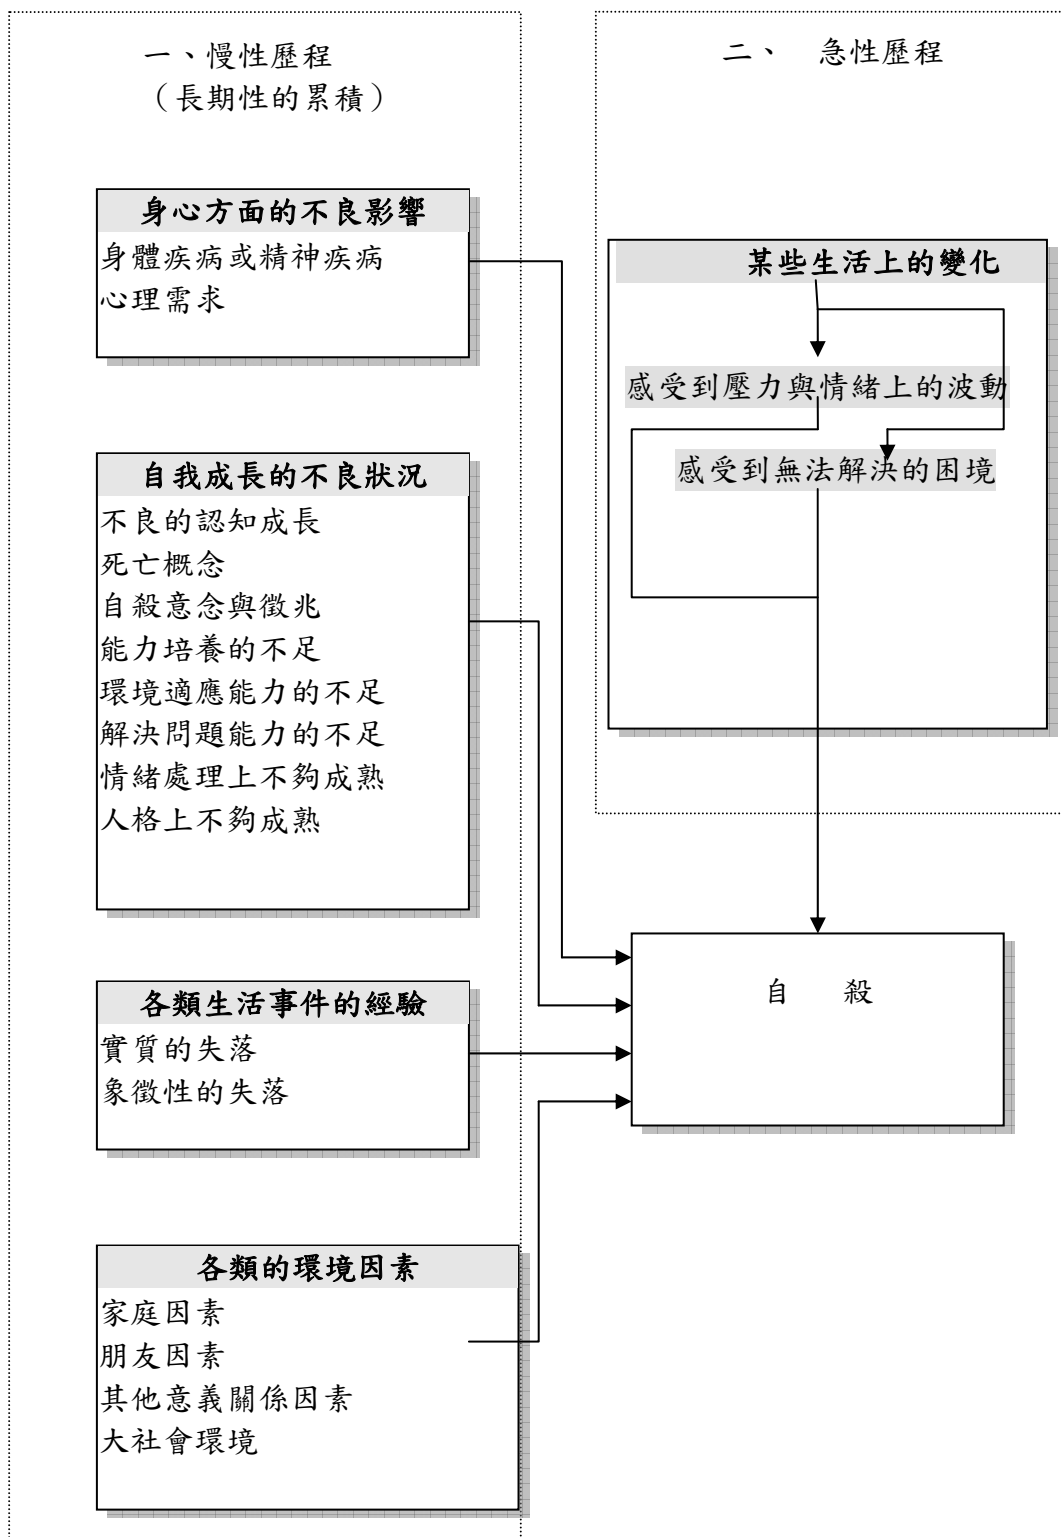 一、慢性歷程
（長期性的累積）
身心方面的不良影響
身體疾病或精神疾病
心理需求
自我成長的不良狀況
不良的認知成長
死亡概念
自殺意念與徵兆
能力培養的不足
環境適應能力的不足
解決問題能力的不足
情緒處理上不夠成熟
人格上不夠成熟
各類生活事件的經驗
實質的失落
象徵性的失落
各類的環境因素
家庭因素
朋友因素
其他意義關係因素
大社會環境
二、　急性歷程
某些生活上的變化
感受到壓力與情緒上的波動
感受到無法解決的困境
自　殺